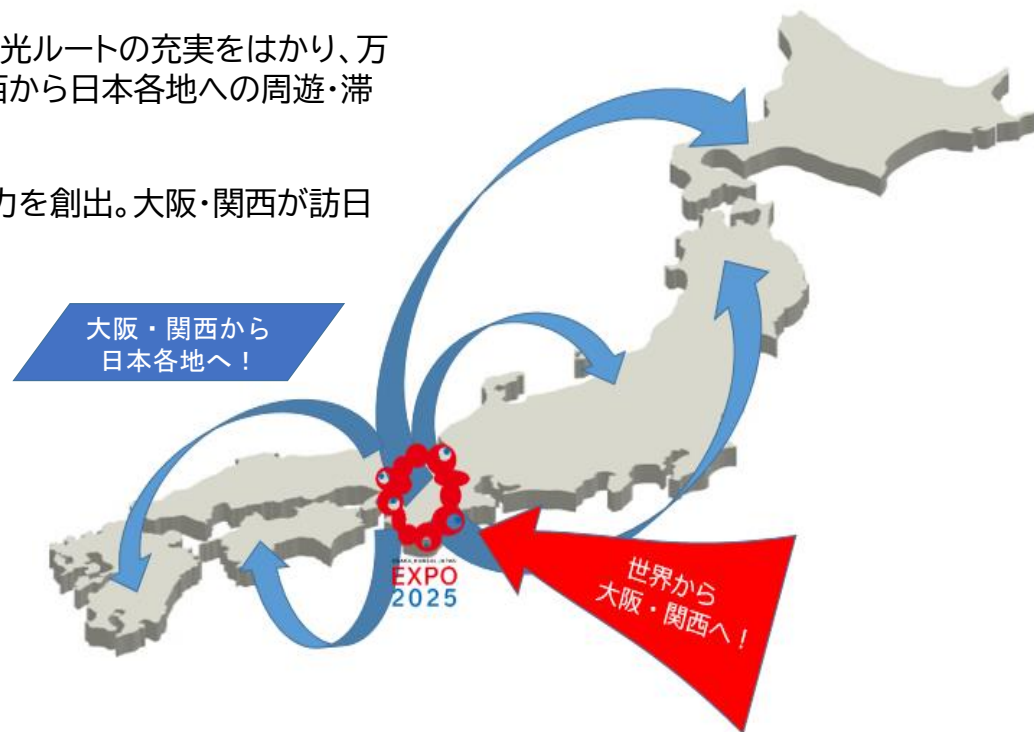 光ルートの充実をはかり、万
西から日本各地への周遊・滞
力を創出。大阪・関西が訪日
大阪・関西から
日本各地へ！
OSAKA, KANSAI, JAPAN
EXPO
2025
世界から
大阪・関西へ！